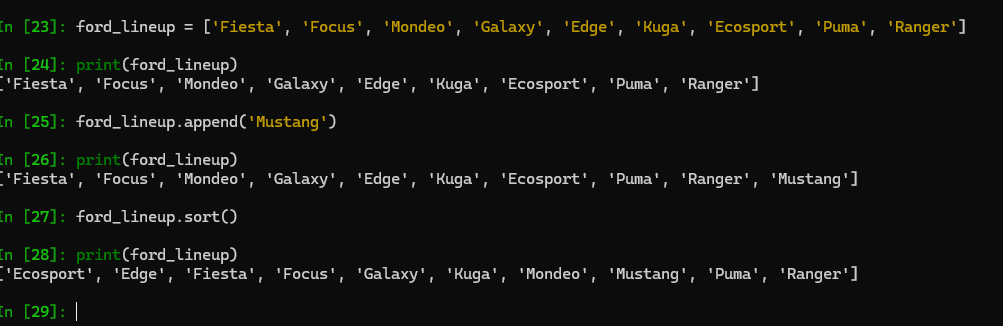 In [23]: ford_lineup = ['Fiesta', 'Focus', 'Mondeo', 'Galaxy', 'Edge', 'Kuga', 'Ecosport', 'Puma', 'Ranger']
In [24]: print(ford_lineup)
['Fiesta', 'Focus', 'Mondeo', 'Galaxy', 'Edge', 'Kuga', 'Ecosport', 'Puma', 'Ranger']
In [25]: ford_lineup.append('Mustang')
In [26]: print(ford_lineup)
['Fiesta', 'Focus', 'Mondeo', 'Galaxy', 'Edge', 'Kuga', 'Ecosport', 'Puma', 'Ranger', 'Mustang']
In [27]: ford_lineup.sort()
In [28]: print(ford_lineup)
['Ecosport', 'Edge', 'Fiesta', 'Focus', 'Galaxy', 'Kuga', 'Mondeo', 'Mustang', 'Puma', 'Ranger']
In [29]: